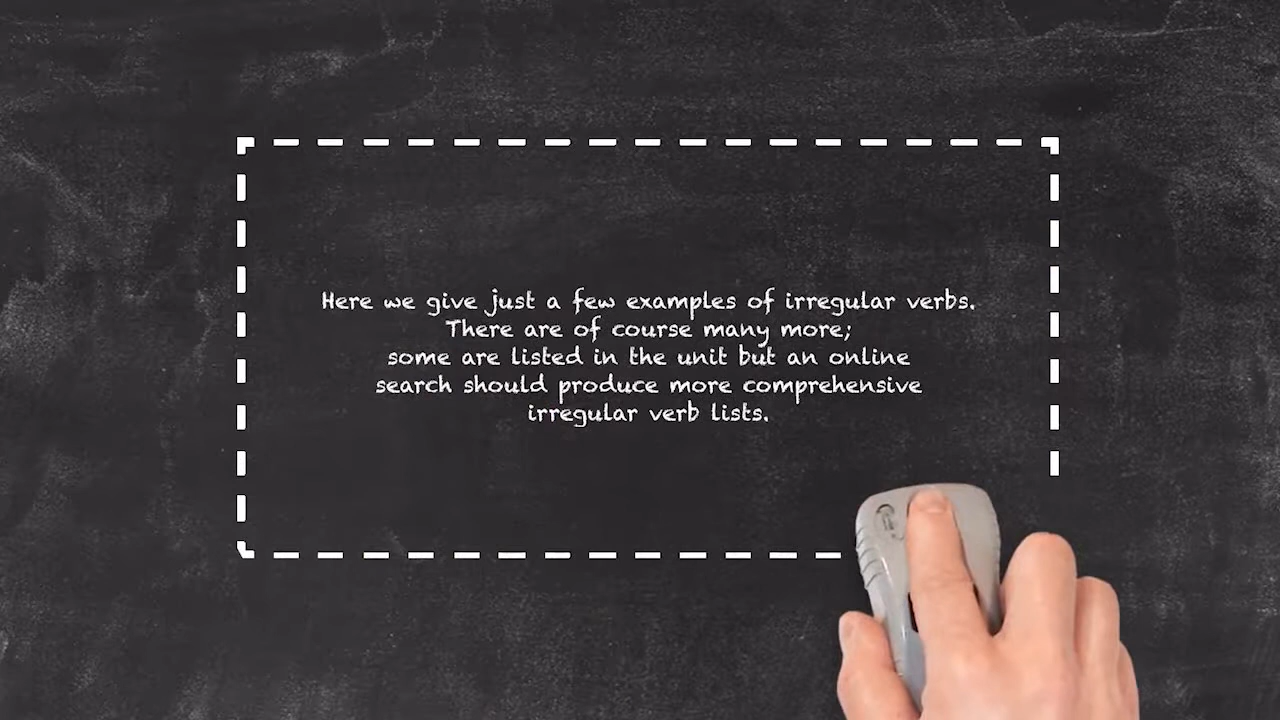 Here we give just a few examples of irregular verbs.
There are of course many more;
some are listed in the unit but an online
search should produce more comprehensive
irregular verb lists.